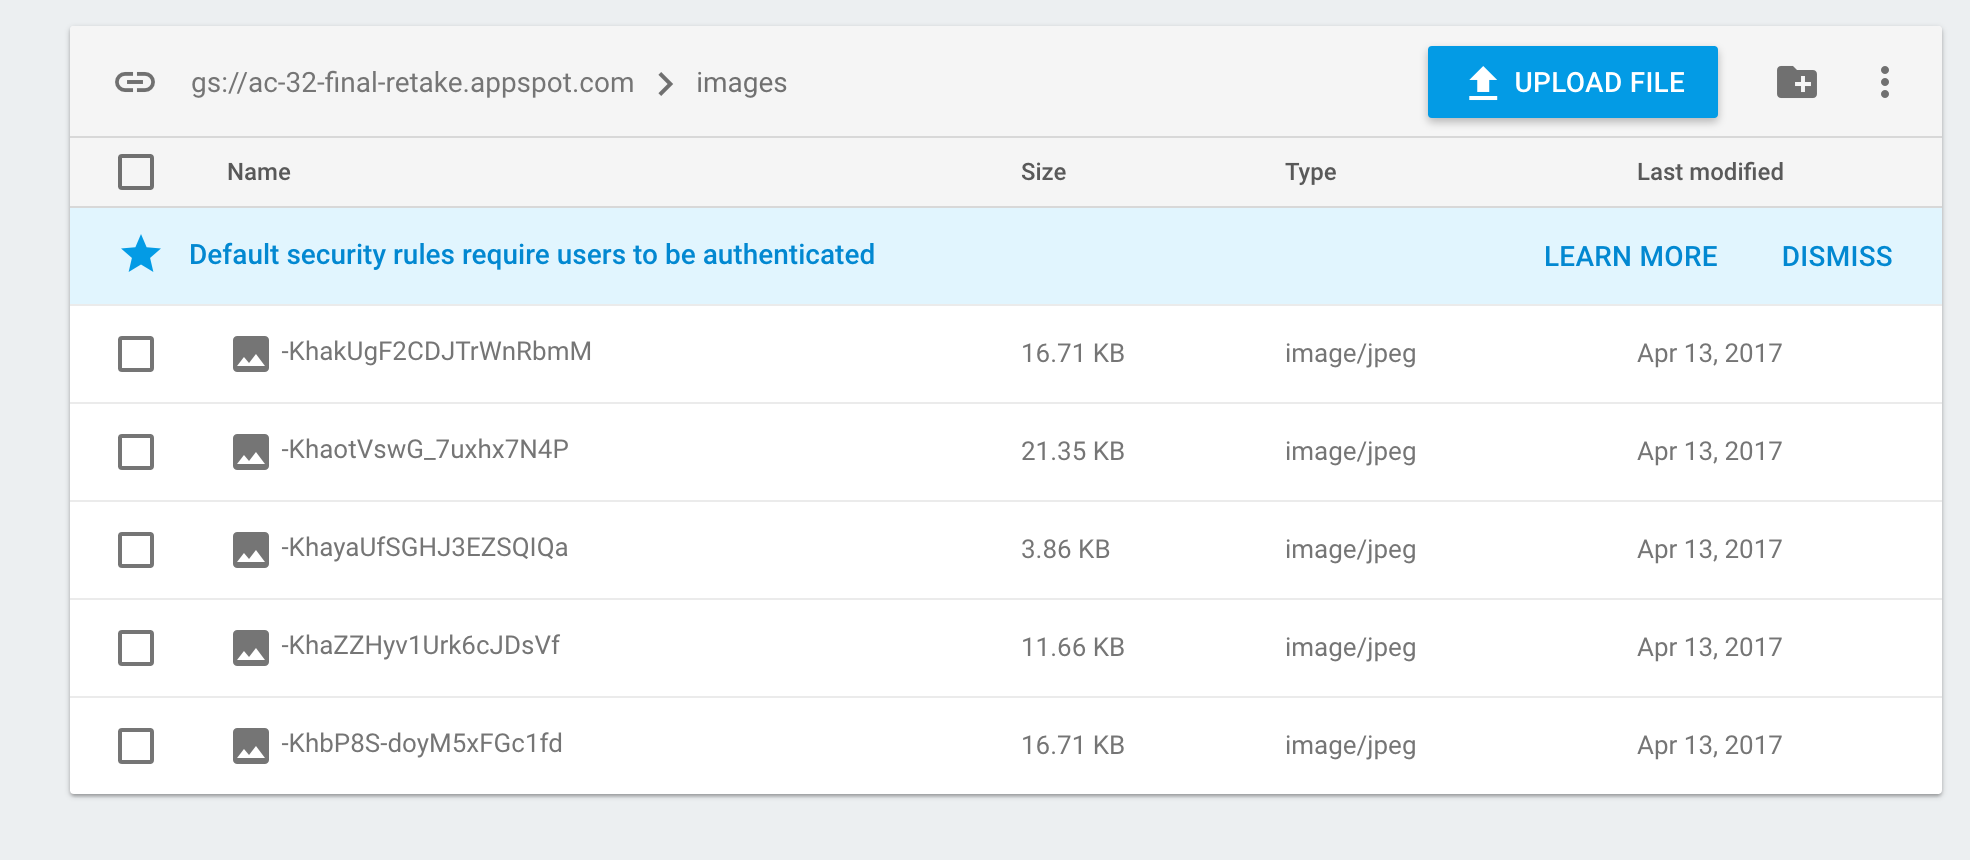 gs://ac-32-final-retake.appspot.com > images UPLOAD FILE
Name Size Type Last modified
Default security rules require users to be authenticated LEARN MORE DISMISS
-KhakUgF2CDJTrWnRbmM 16.71 KB image/jpeg Apr 13, 2017
-KhaotVswG_7uxhx7N4P 21.35 KB image/jpeg Apr 13, 2017
-KhayaUfSGHJ3EZSQIQa 3.86 KB image/jpeg Apr 13, 2017
-KhaZZHyv1Urk6cJDsVf 11.66 KB image/jpeg Apr 13, 2017
-KhbP8S-doyM5xFGc1fd 16.71 KB image/jpeg Apr 13, 2017